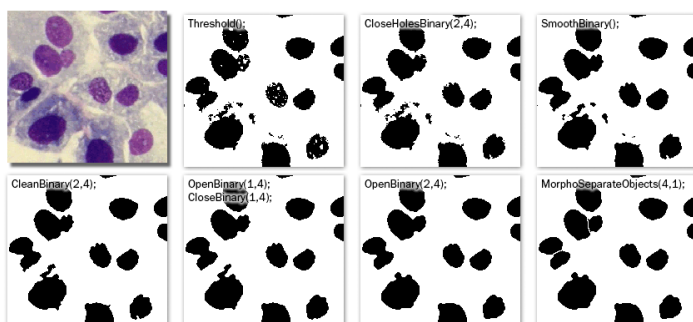 Threshold();
CloseHolesBinary(2,4);
SmoothBinary();
CleanBinary(2,4);
OpenBinary(1,4);
CloseBinary(1,4);
OpenBinary(2,4);
MorphoSeparateObjects(4,1);